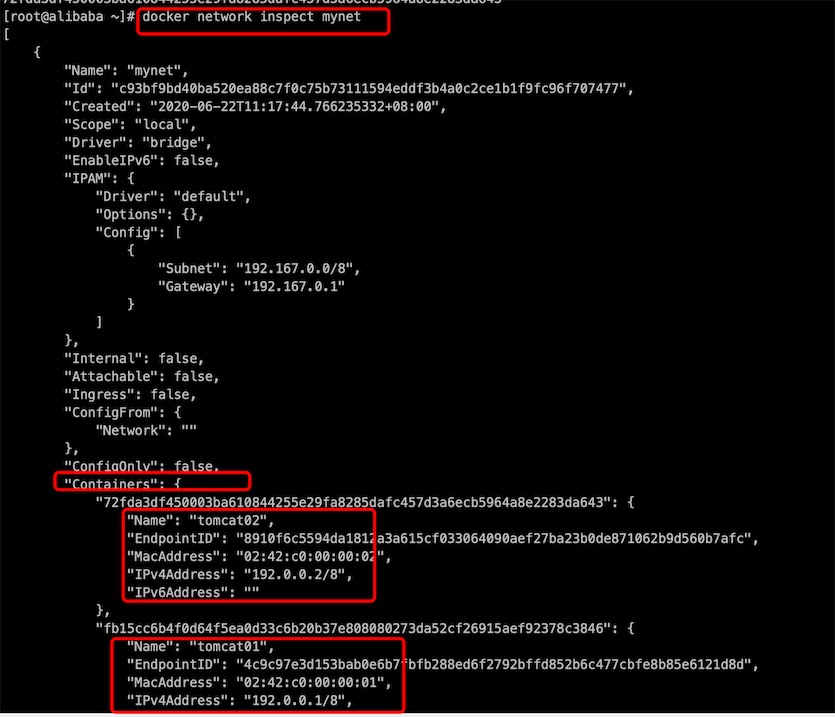 [root@alibaba ~]# docker network inspect mynet
[
    {
        "Name": "mynet",
        "Id": "c93bf9bd40ba520ea88c7f0c75b73111594eddf3b4a0c2ce1b1f9fc96f707477",
        "Created": "2020-06-22T11:17:44.766235332+08:00",
        "Scope": "local",
        "Driver": "bridge",
        "EnableIPv6": false,
        "IPAM": {
            "Driver": "default",
            "Options": {},
            "Config": [
                {
                    "Subnet": "192.167.0.0/8",
                    "Gateway": "192.167.0.1"
                }
            ]
        },
        "Internal": false,
        "Attachable": false,
        "Ingress": false,
        "ConfigFrom": {
            "Network": ""
        },
        "ConfigOnly": false,
        "Containers": {
            "72fda3df450003ba610844255e29fa8285dafc457d3a6ecb5964a8e2283da643": {
                "Name": "tomcat02",
                "EndpointID": "8910f6c5594da1812a3a615cf033064090aef27ba23b0de871062b9d560b7afc",
                "MacAddress": "02:42:c0:00:00:02",
                "IPv4Address": "192.0.0.2/8",
                "IPv6Address": ""
            },
            "fb15cc6b4f0d64f5ea0d33c6b20b37e808080273da52cf26915aef92378c3846": {
                "Name": "tomcat01",
                "EndpointID": "4c9c97e3d153bab0e6b7fbfb288ed6f2792bffd852b6c477cbfe8b85e6121d8d",
                "MacAddress": "02:42:c0:00:00:01",
                "IPv4Address": "192.0.0.1/8",